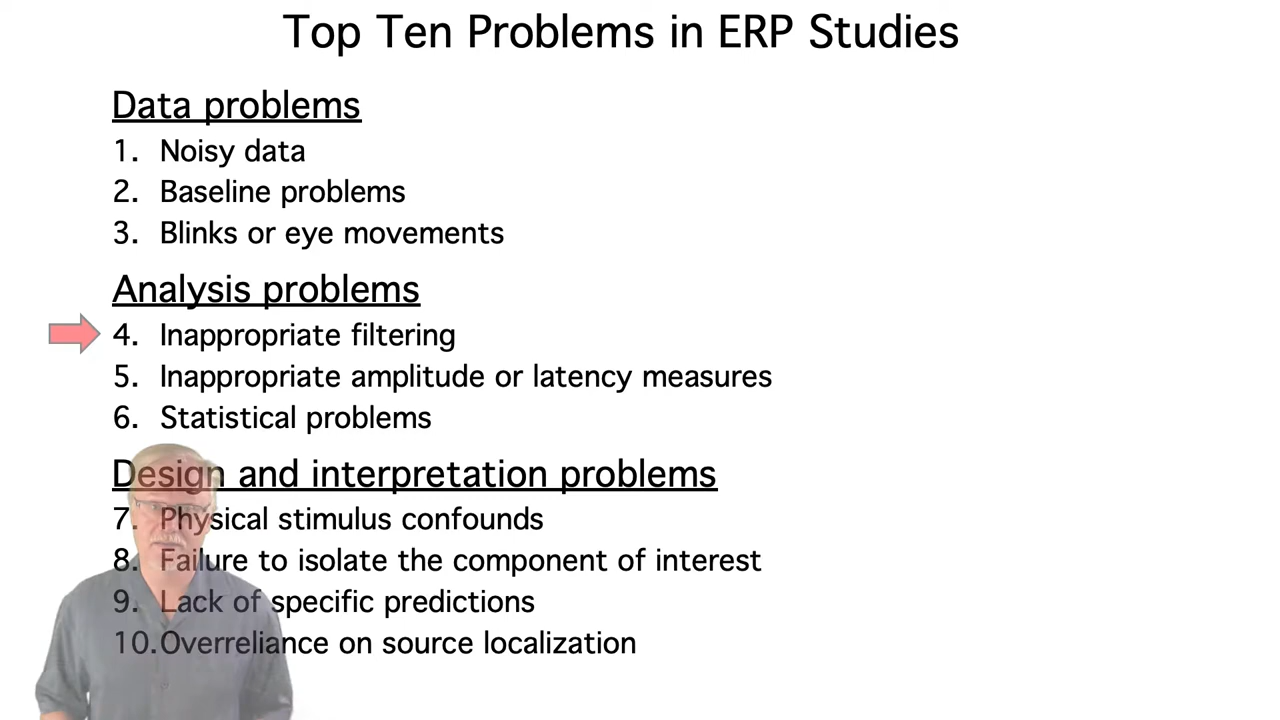 Top Ten Problems in ERP Studies
Data problems
1. Noisy data
2. Baseline problems
3. Blinks or eye movements
Analysis problems
4. Inappropriate filtering
5. Inappropriate amplitude or latency measures
6. Statistical problems
Design and interpretation problems
7. Physical stimulus confounds
8. Failure to isolate the component of interest
9. Lack of specific predictions
10. Overreliance on source localization